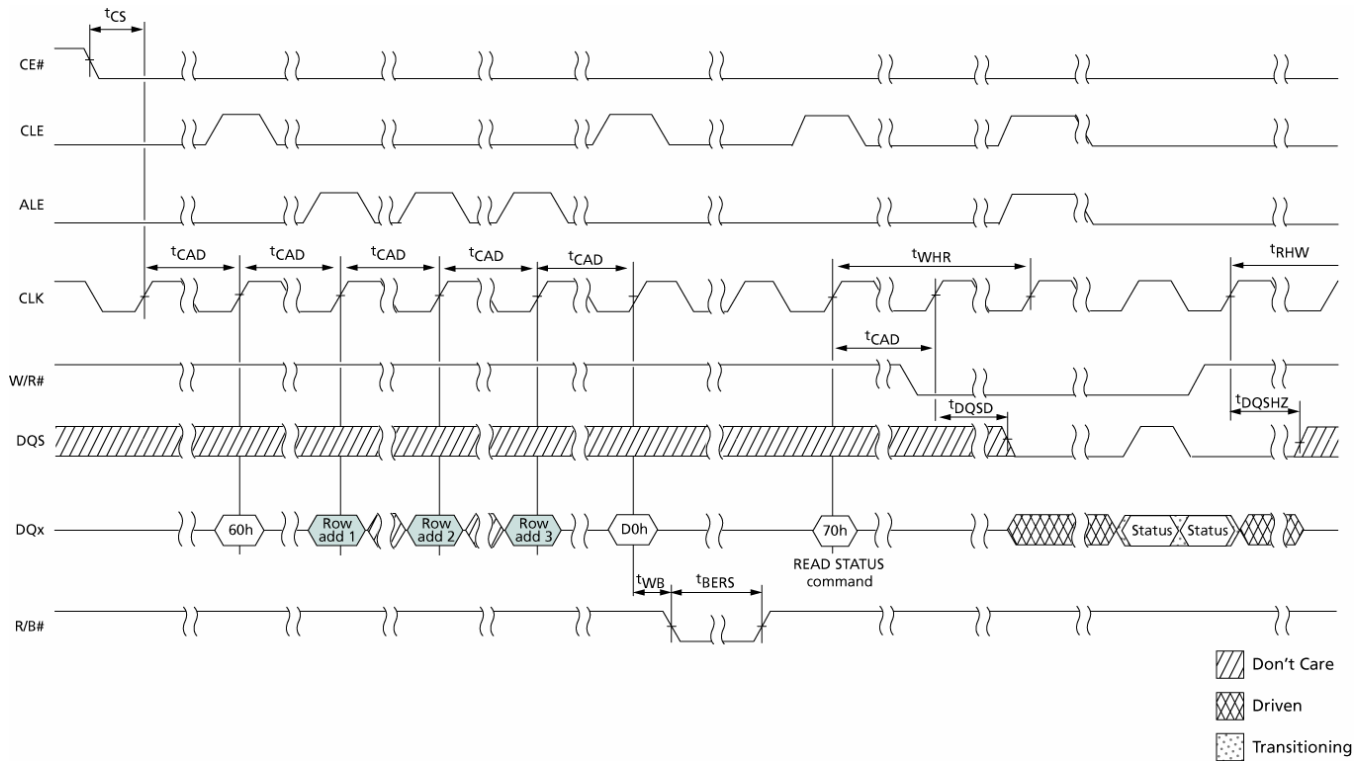 tCS
CE#
CLE
ALE
tCAD tCAD tCAD tCAD tCAD tWHR tRHW
CLK
tCAD
W/R#
tDQSD tDQSHZ
DQS
DQx 60h Row add 1 Row add 2 Row add 3 D0h 70h Status Status
READ STATUS
command
tWB tBERS
R/B#
Don't Care
Driven
Transitioning